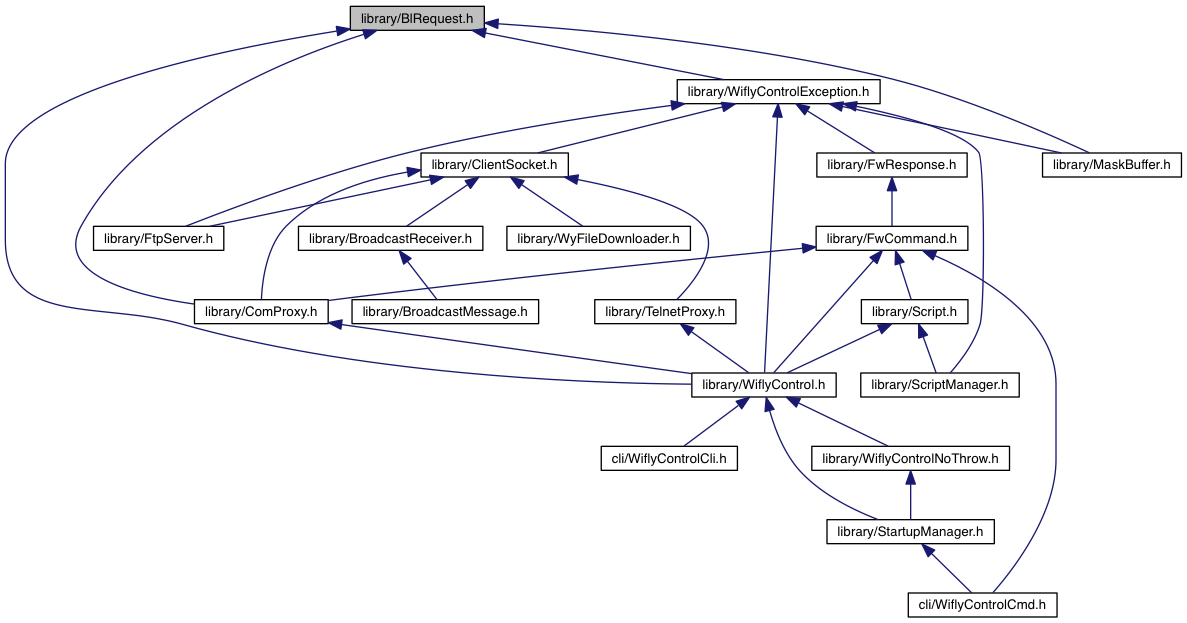 library/BlRequest.h
library/WiflyControlException.h
library/ClientSocket.h
library/FwResponse.h
library/MaskBuffer.h
library/FtpServer.h
library/BroadcastReceiver.h
library/WyFileDownloader.h
library/FwCommand.h
library/ComProxy.h
library/BroadcastMessage.h
library/TelnetProxy.h
library/Script.h
library/WiflyControl.h
library/ScriptManager.h
cli/WiflyControlCli.h
library/WiflyControlNoThrow.h
library/StartupManager.h
cli/WiflyControlCmd.h